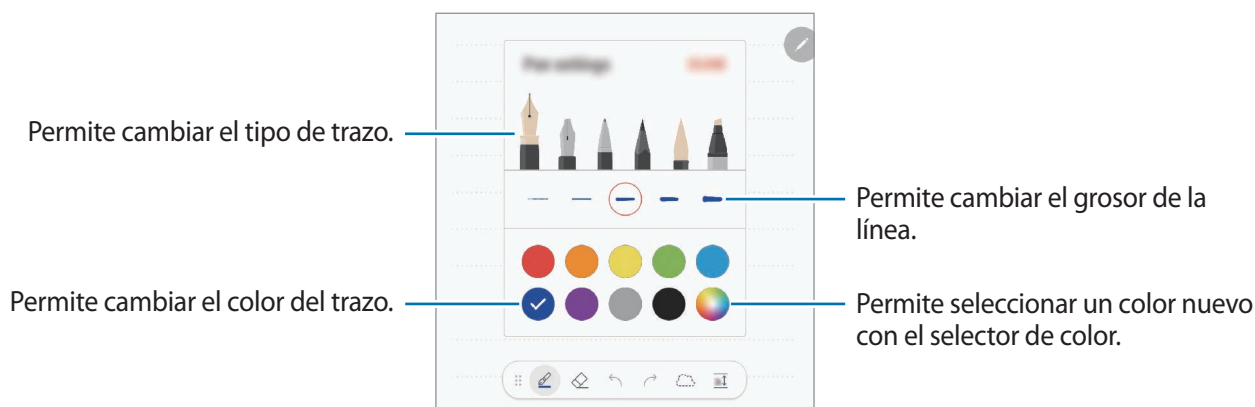 Permite cambiar el tipo de trazo.
Permite cambiar el grosor de la
línea.
Permite cambiar el color del trazo.
Permite seleccionar un color nuevo
con el selector de color.